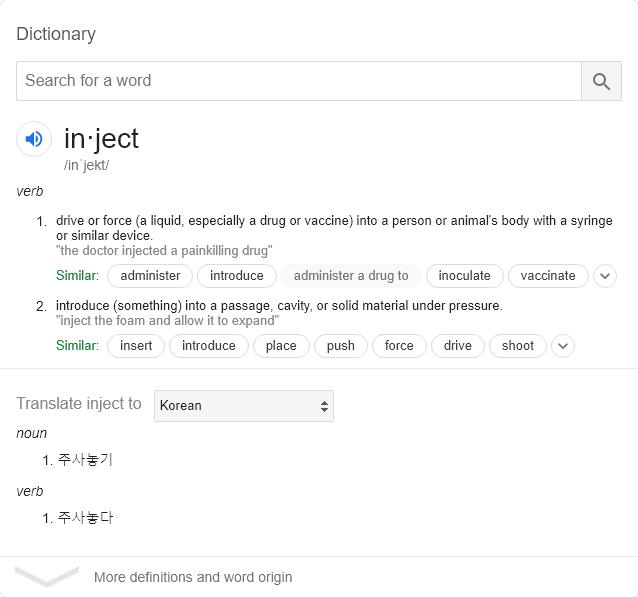 Dictionary
Search for a word
in·ject
/inˈjekt/
verb
1. drive or force (a liquid, especially a drug or vaccine) into a person or animal's body with a syringe
or similar device.
"the doctor injected a painkilling drug"
Similar: administer introduce administer a drug to inoculate vaccinate
2. introduce (something) into a passage, cavity, or solid material under pressure.
"inject the foam and allow it to expand"
Similar: insert introduce place push force drive shoot
Translate inject to Korean
noun
1. 주사놓기
verb
1. 주사놓다
More definitions and word origin